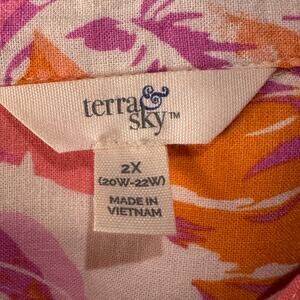 terra &
sky™
2X
(20W-22W)
MADE IN
VIETNAM